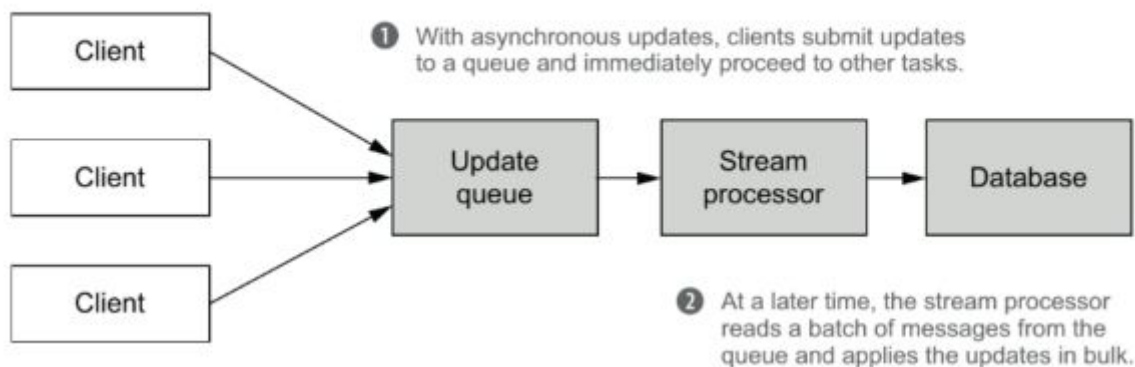 Client
1 With asynchronous updates, clients submit updates
to a queue and immediately proceed to other tasks.
Client
Update
queue
Stream
processor
Database
Client
2 At a later time, the stream processor
reads a batch of messages from the
queue and applies the updates in bulk.